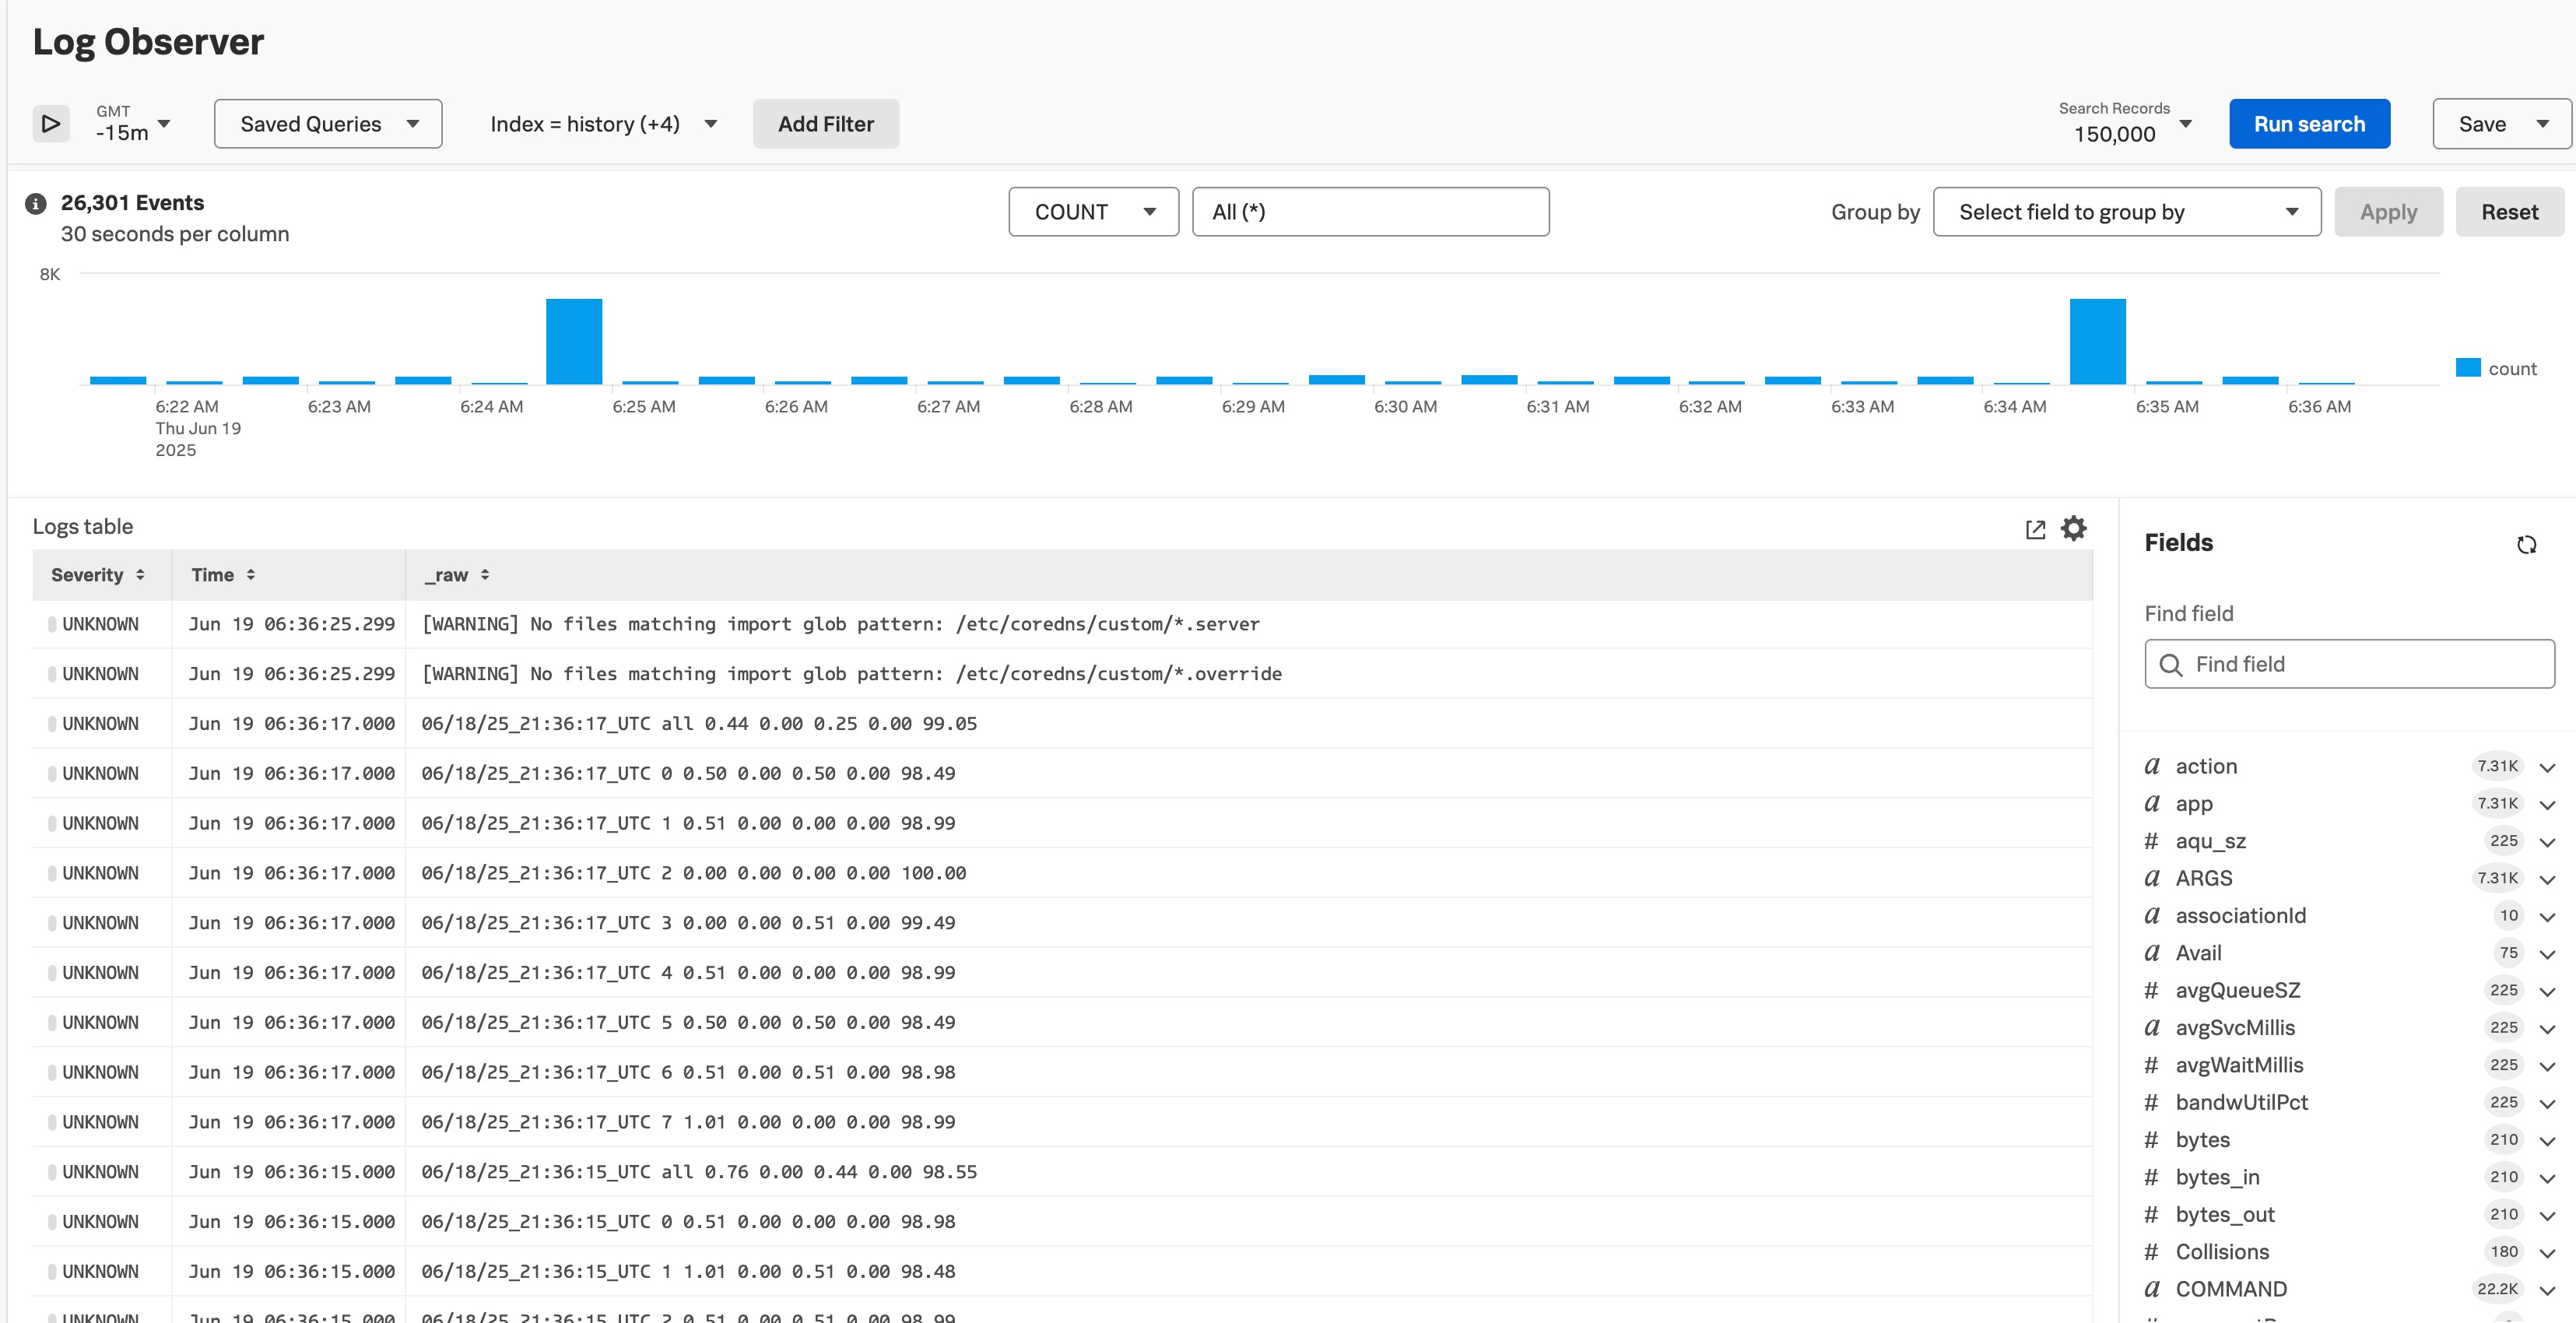 Log Observer
GMT
-15m
Saved Queries
Index = history (+4)
Add Filter
Search Records
150,000
Run search
Save
26,301 Events
30 seconds per column
COUNT
All (*)
Group by
Select field to group by
Apply
Reset
8K
count
6:22 AM 6:23 AM 6:24 AM 6:25 AM 6:26 AM 6:27 AM 6:28 AM 6:29 AM 6:30 AM 6:31 AM 6:32 AM 6:33 AM 6:34 AM 6:35 AM 6:36 AM
Thu Jun 19
2025
Logs table
Severity Time _raw
UNKNOWN Jun 19 06:36:25.299 [WARNING] No files matching import glob pattern: /etc/coredns/custom/*.server
UNKNOWN Jun 19 06:36:25.299 [WARNING] No files matching import glob pattern: /etc/coredns/custom/*.override
UNKNOWN Jun 19 06:36:17.000 06/18/25_21:36:17_UTC all 0.44 0.00 0.25 0.00 99.05
UNKNOWN Jun 19 06:36:17.000 06/18/25_21:36:17_UTC 0 0.50 0.00 0.50 0.00 98.49
UNKNOWN Jun 19 06:36:17.000 06/18/25_21:36:17_UTC 1 0.51 0.00 0.00 0.00 98.99
UNKNOWN Jun 19 06:36:17.000 06/18/25_21:36:17_UTC 2 0.00 0.00 0.00 0.00 100.00
UNKNOWN Jun 19 06:36:17.000 06/18/25_21:36:17_UTC 3 0.00 0.00 0.51 0.00 99.49
UNKNOWN Jun 19 06:36:17.000 06/18/25_21:36:17_UTC 4 0.51 0.00 0.00 0.00 98.99
UNKNOWN Jun 19 06:36:17.000 06/18/25_21:36:17_UTC 5 0.50 0.00 0.50 0.00 98.49
UNKNOWN Jun 19 06:36:17.000 06/18/25_21:36:17_UTC 6 0.51 0.00 0.51 0.00 98.98
UNKNOWN Jun 19 06:36:17.000 06/18/25_21:36:17_UTC 7 1.01 0.00 0.00 0.00 98.99
UNKNOWN Jun 19 06:36:15.000 06/18/25_21:36:15_UTC all 0.76 0.00 0.44 0.00 98.55
UNKNOWN Jun 19 06:36:15.000 06/18/25_21:36:15_UTC 0 0.51 0.00 0.00 0.00 98.98
UNKNOWN Jun 19 06:36:15.000 06/18/25_21:36:15_UTC 1 1.01 0.00 0.51 0.00 98.48
UNKNOWN Jun 19 06:36:15.000 06/18/25_21:36:15_UTC 2 0.51 0.00 0.51 0.00 98.99
Fields
Find field
Find field
a action 7.31K
a app 7.31K
# aqu_sz 225
a ARGS 7.31K
a associationId 10
a Avail 75
# avgQueueSZ 225
a avgSvcMillis 225
# avgWaitMillis 225
# bandwUtilPct 225
# bytes 210
# bytes_in 210
# bytes_out 210
# Collisions 180
a COMMAND 22.2K